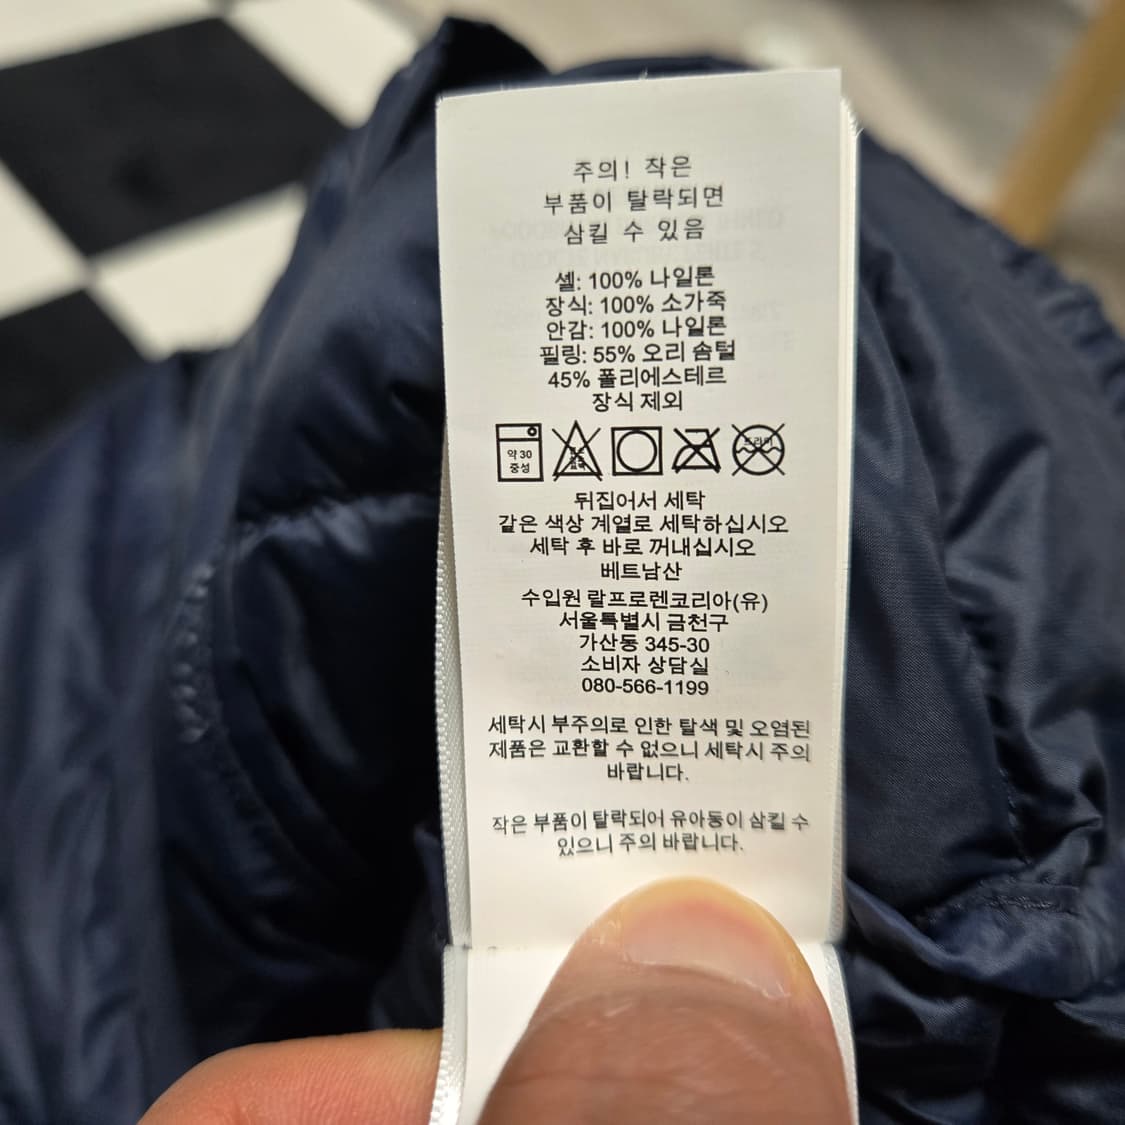 주의! 작은
부품이 탈락되면
삼킬 수 있음
셸: 100% 나일론
장식: 100% 소가죽
안감: 100% 나일론
필링: 55% 오리 솜털
45% 폴리에스테르
장식 제외
약 30
중성
드라이
뒤집어서 세탁
같은 색상 계열로 세탁하십시오
세탁 후 바로 꺼내십시오
베트남산
수입원 랄프로렌코리아(유)
서울특별시 금천구
가산동 345-30
소비자 상담실
080-566-1199
세탁시 부주의로 인한 탈색 및 오염된
제품은 교환할 수 없으니 세탁시 주의
바랍니다.
작은 부품이 탈락되어 유아동이 삼킬 수
있으니 주의 바랍니다.